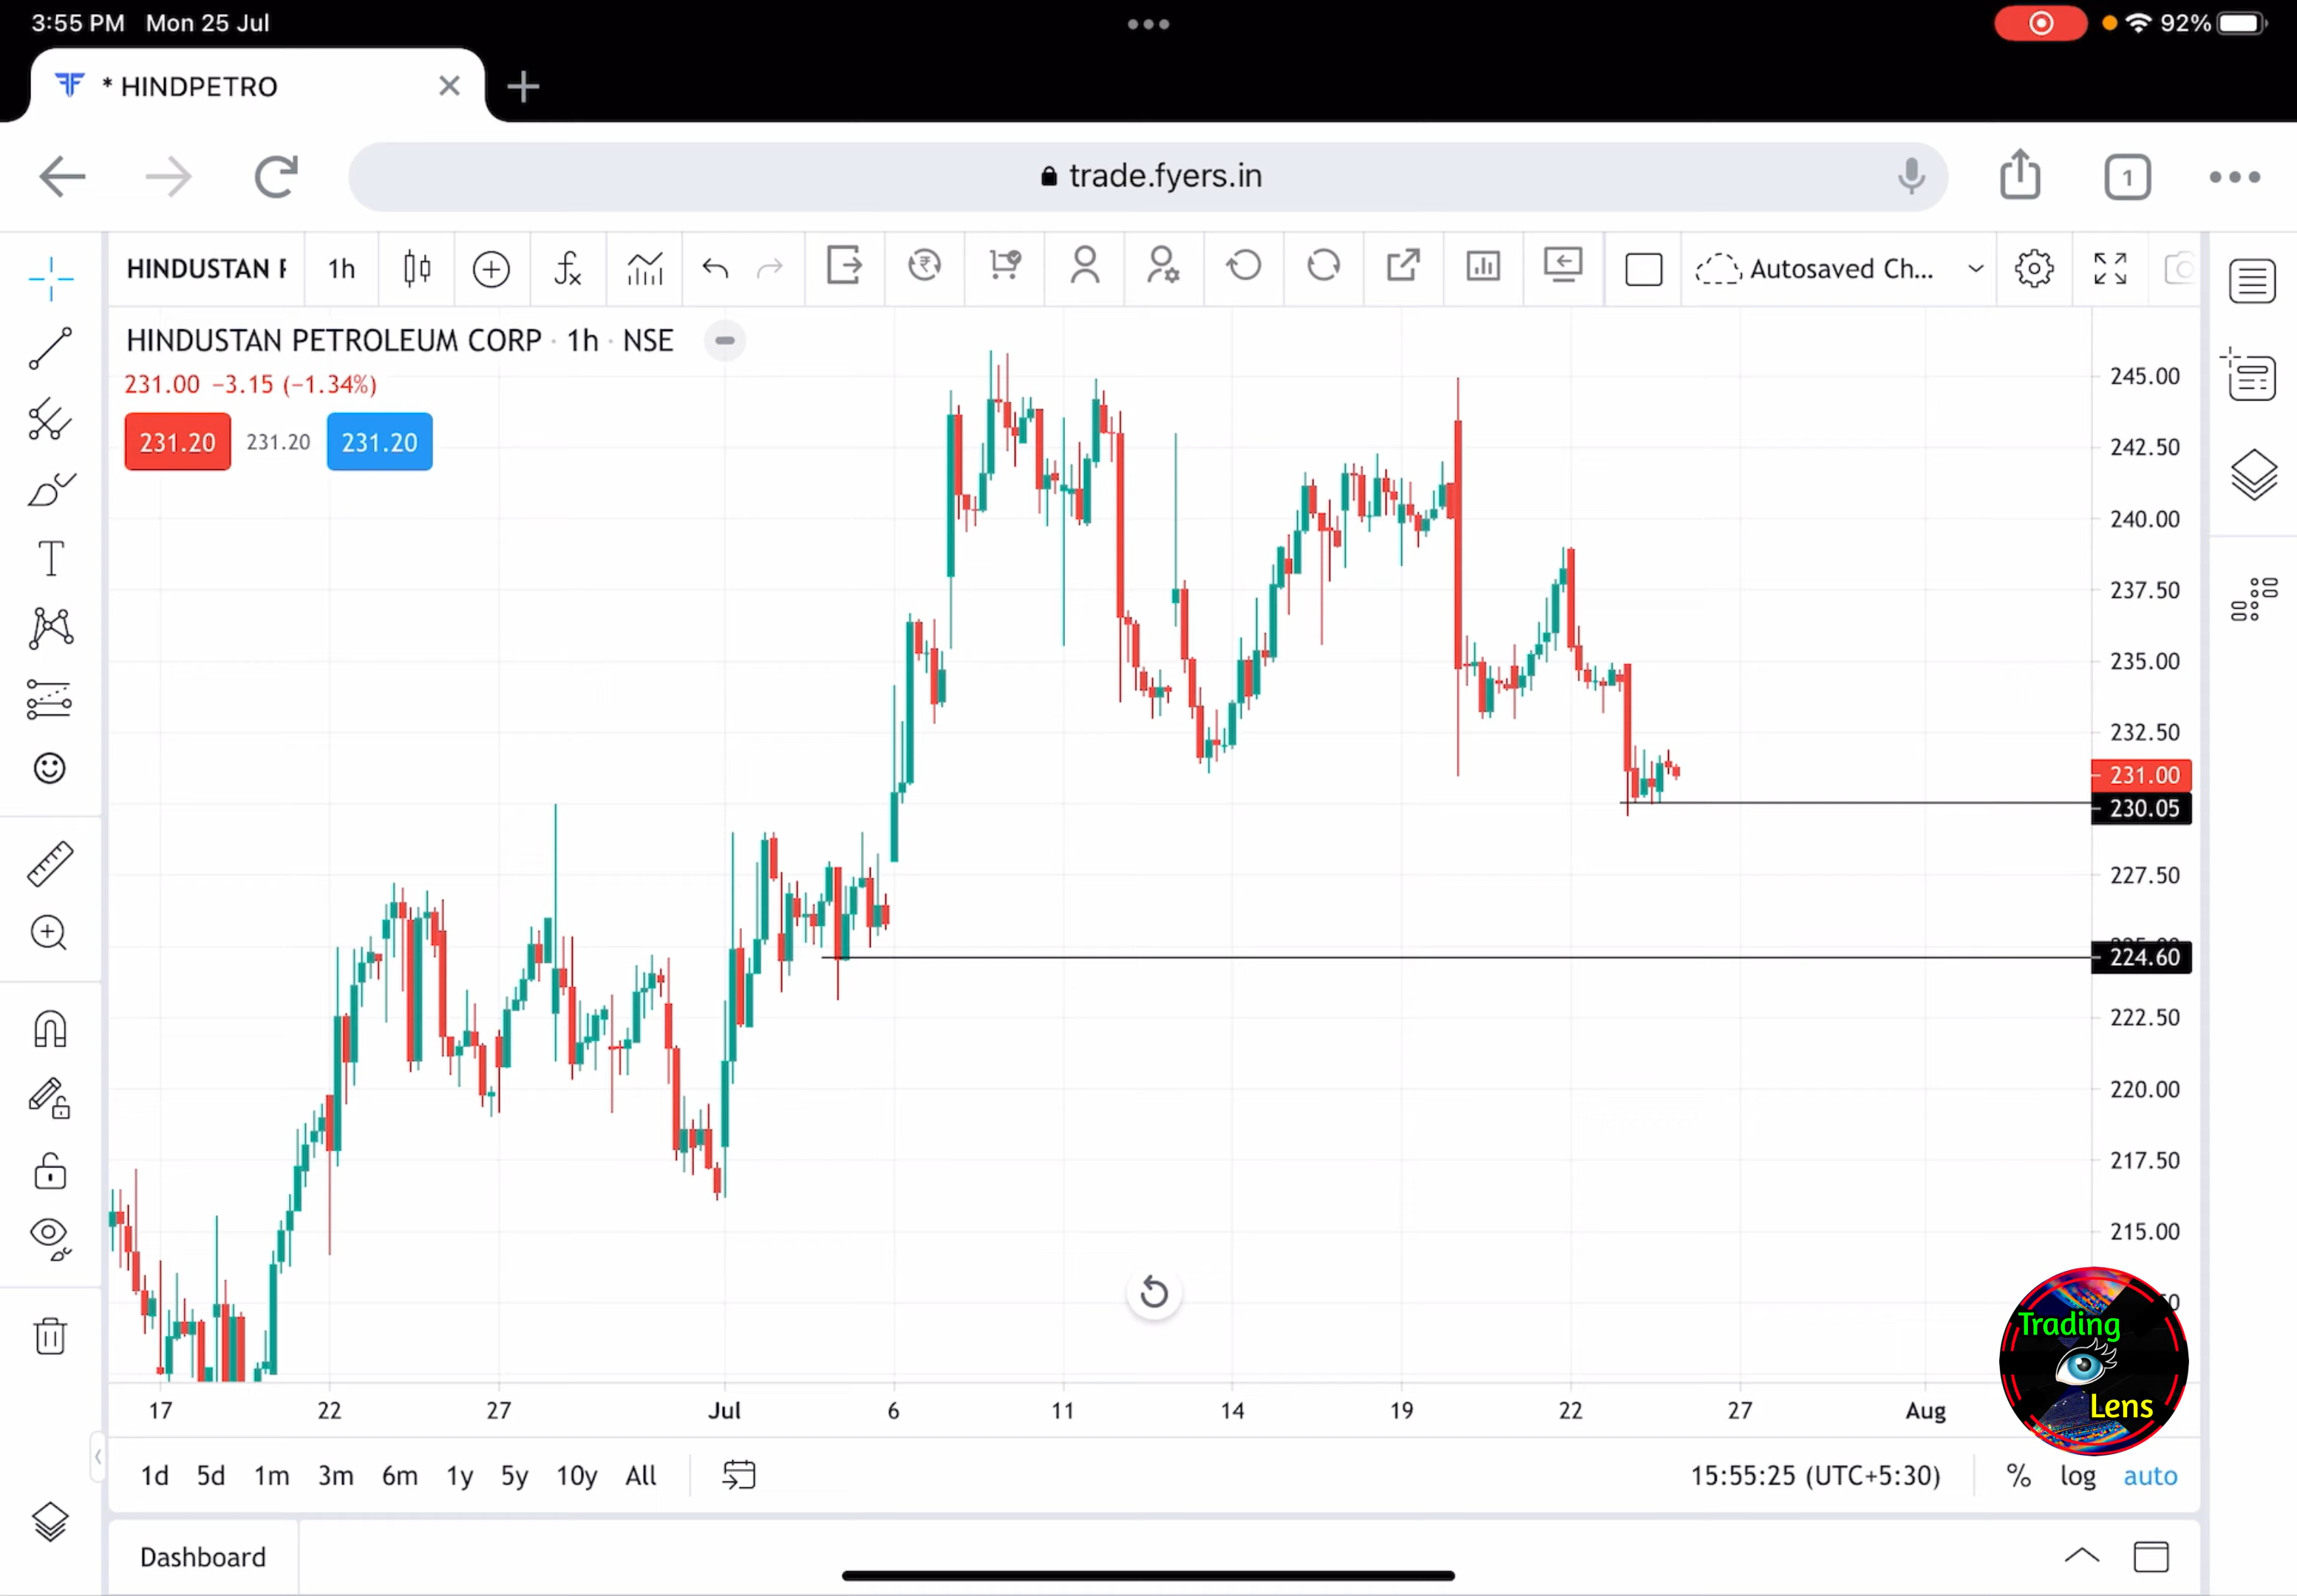 3:55 PM Mon 25 Jul
92%
* HINDPETRO
trade.fyers.in
1
HINDUSTAN F
1h
Autosaved Ch...
HINDUSTAN PETROLEUM CORP · 1h · NSE
231.00 −3.15 (−1.34%)
231.20 231.20 231.20
245.00
242.50
240.00
237.50
235.00
232.50
231.00
230.05
227.50
224.60
222.50
220.00
217.50
215.00
Trading
Lens
17 22 27 Jul 6 11 14 19 22 27 Aug
1d 5d 1m 3m 6m 1y 5y 10y All
15:55:25 (UTC+5:30) % log auto
Dashboard